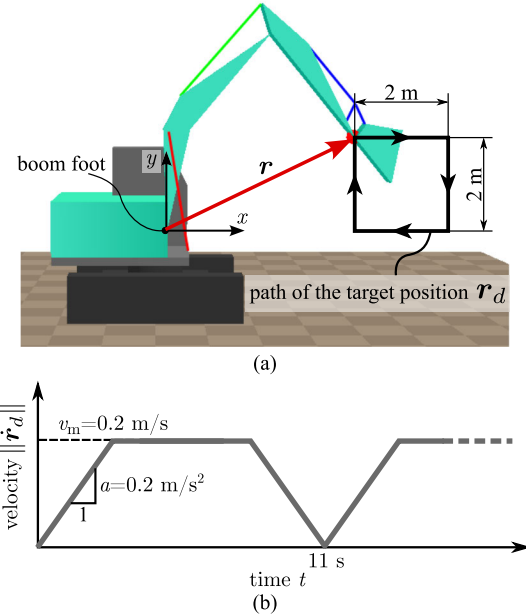 2 m
boom foot
y
r
2 m
x
path of the target position r_d
(a)
v_m=0.2 m/s
velocity ||ṙ_d||
a=0.2 m/s²
1
11 s
time t
(b)